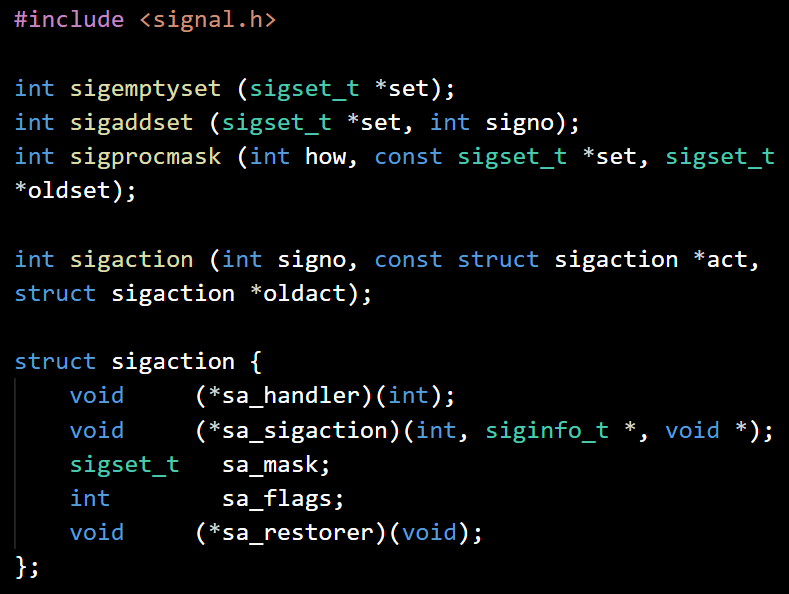 #include <signal.h>
int sigemptyset (sigset_t *set);
int sigaddset (sigset_t *set, int signo);
int sigprocmask (int how, const sigset_t *set, sigset_t
*oldset);
int sigaction (int signo, const struct sigaction *act,
struct sigaction *oldact);
struct sigaction {
    void     (*sa_handler)(int);
    void     (*sa_sigaction)(int, siginfo_t *, void *);
    sigset_t   sa_mask;
    int        sa_flags;
    void     (*sa_restorer)(void);
};